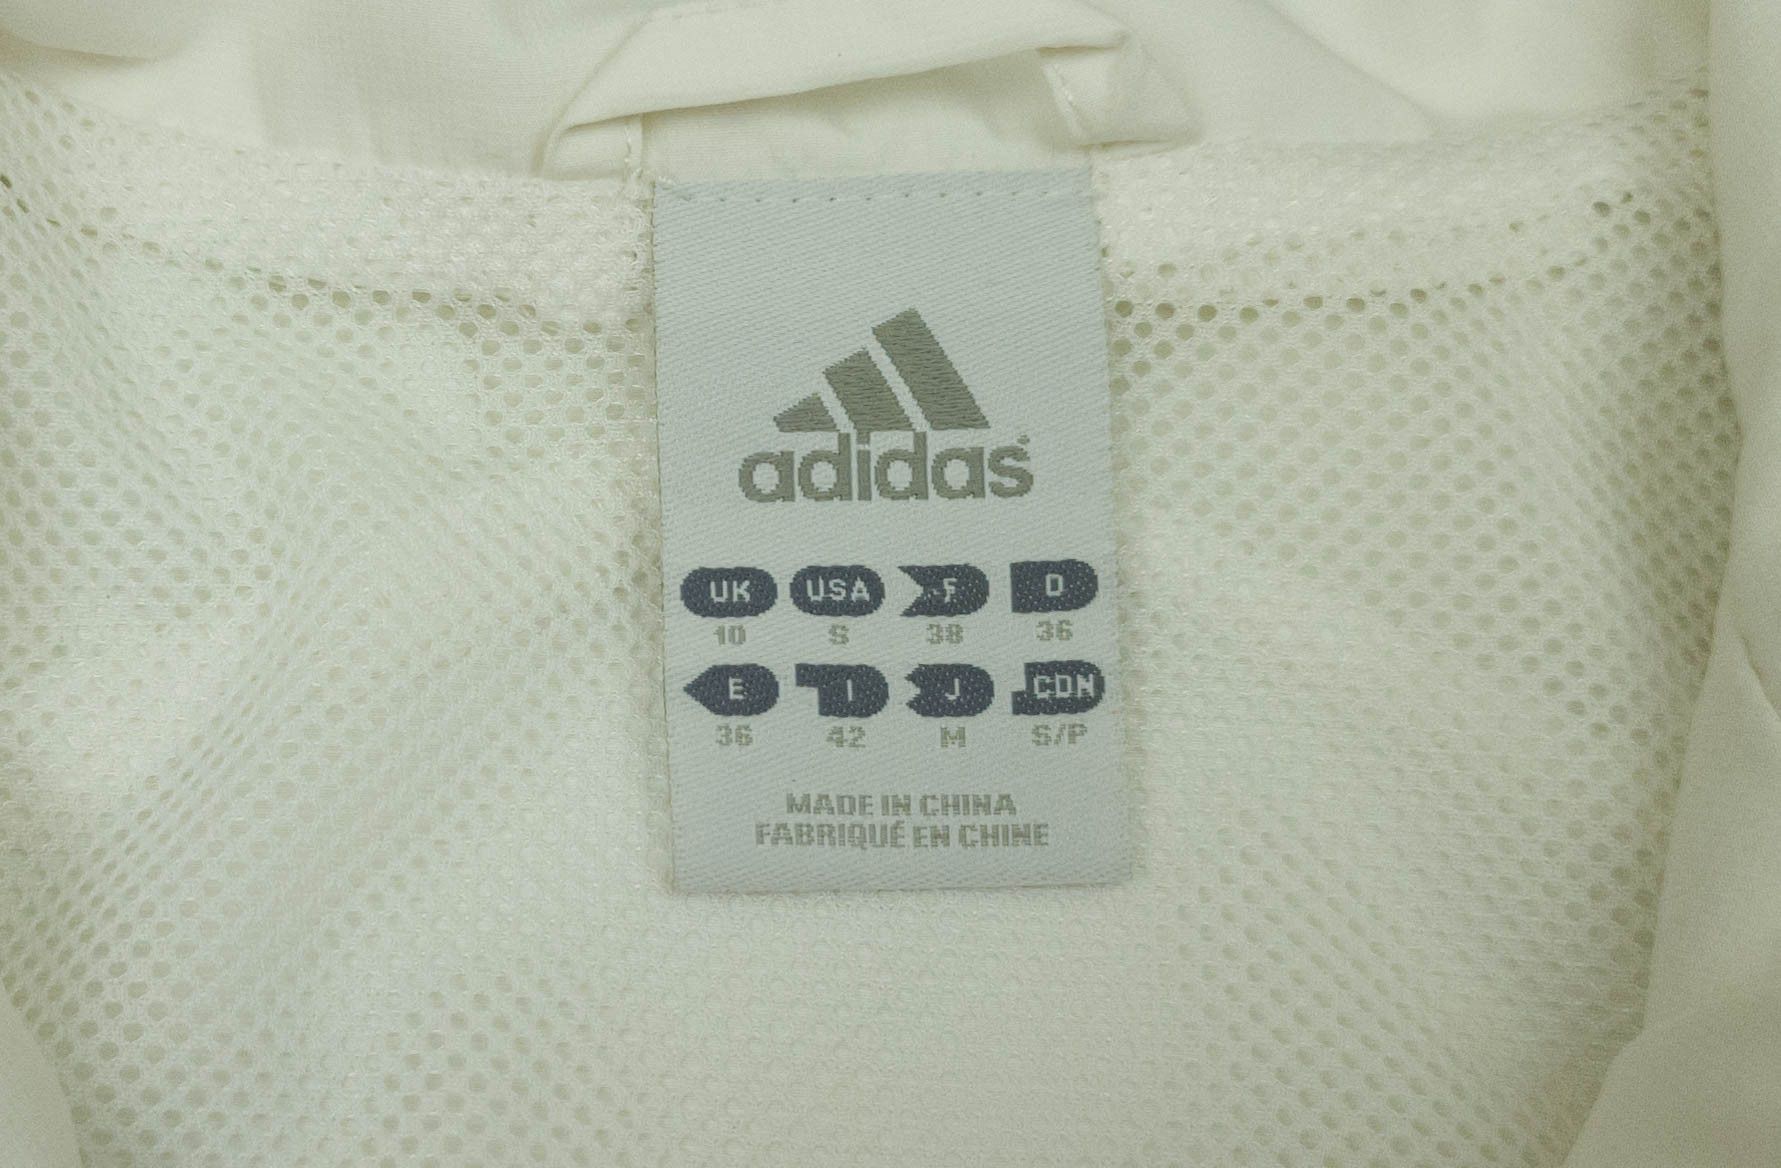 adidas
UK USA F D
10 S 38 36
E I J CDN
36 42 M S/P
MADE IN CHINA
FABRIQUÉ EN CHINE